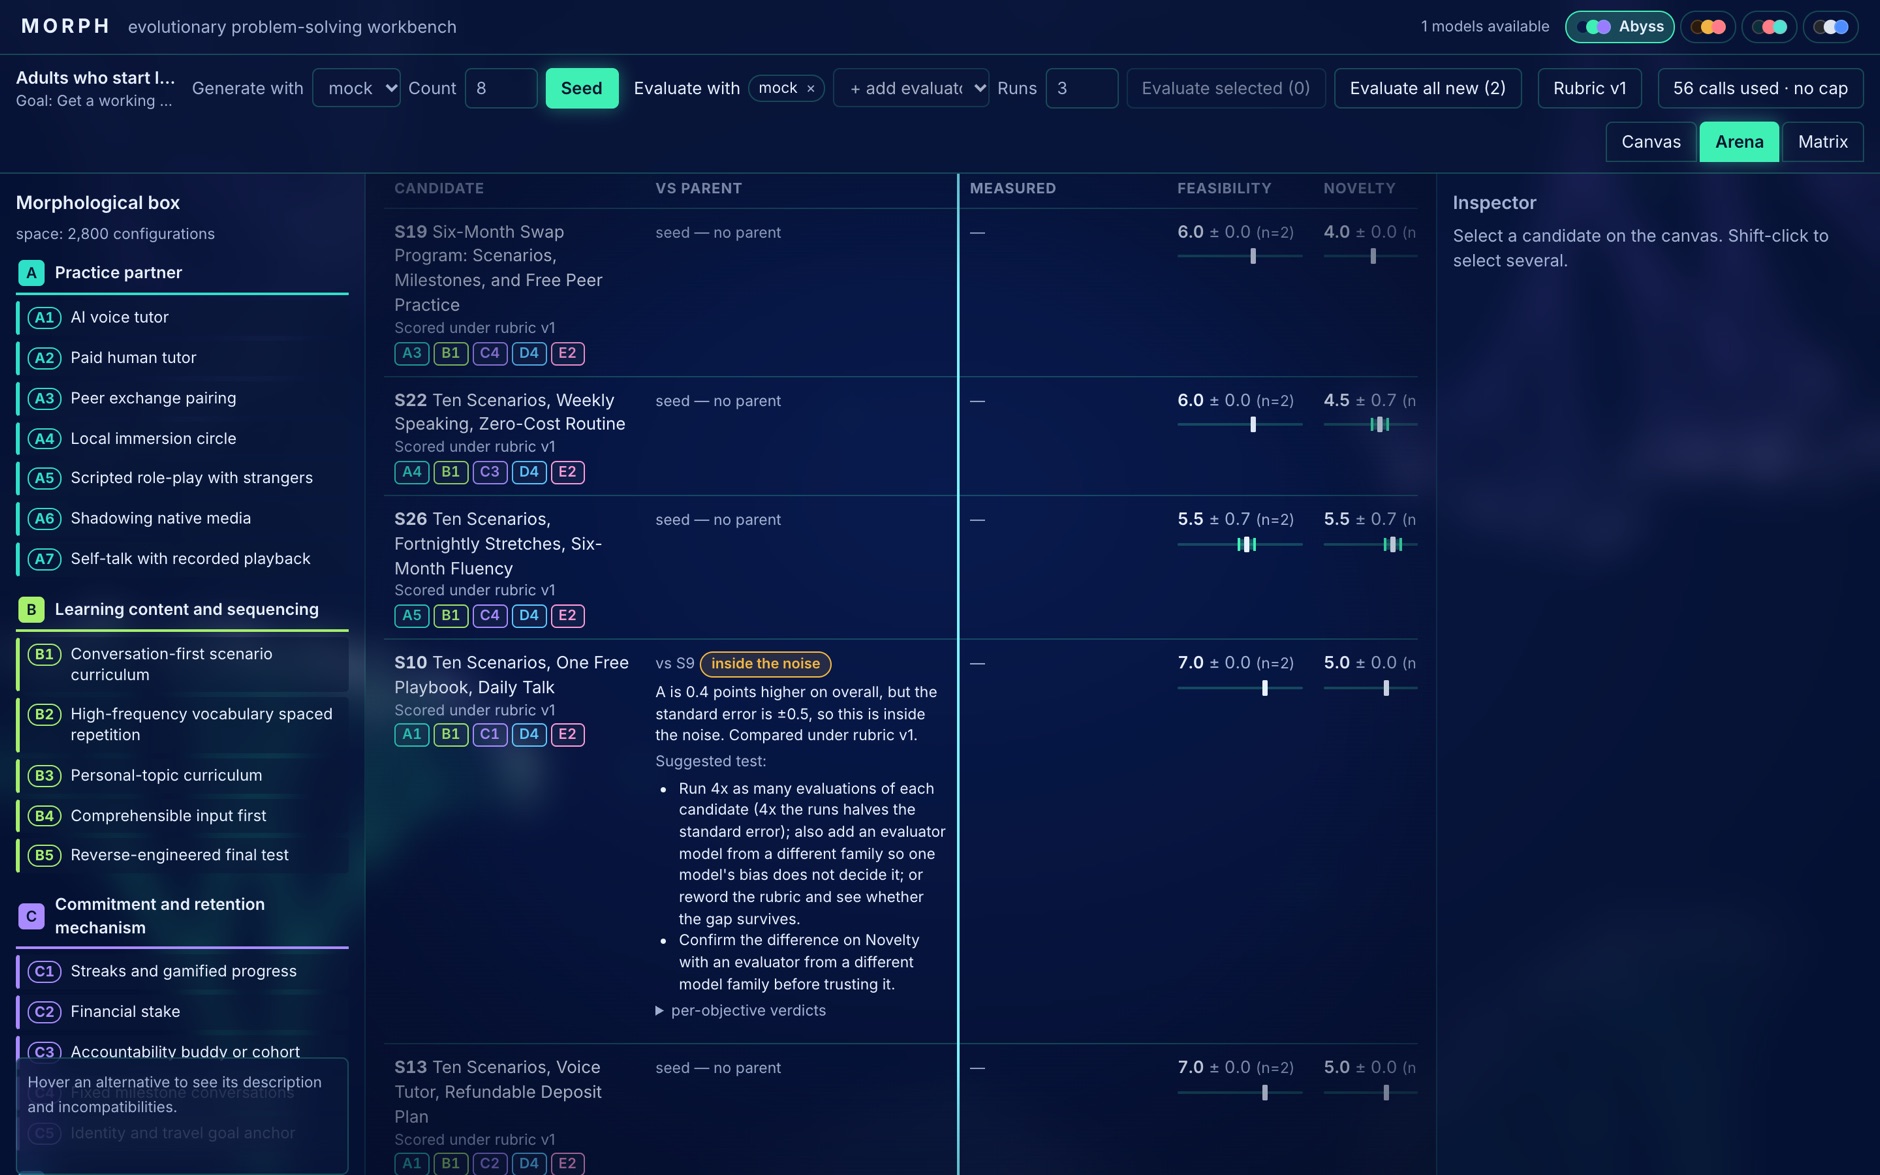 MORPH evolutionary problem-solving workbench
1 models available
Abyss
Adults who start l...
Goal: Get a working ...
Generate with mock Count 8 Seed
Evaluate with mock × + add evaluatc Runs 3
Evaluate selected (0) Evaluate all new (2) Rubric v1 56 calls used · no cap
Canvas Arena Matrix
Morphological box
space: 2,800 configurations
A Practice partner
A1 AI voice tutor
A2 Paid human tutor
A3 Peer exchange pairing
A4 Local immersion circle
A5 Scripted role-play with strangers
A6 Shadowing native media
A7 Self-talk with recorded playback
B Learning content and sequencing
B1 Conversation-first scenario
curriculum
B2 High-frequency vocabulary spaced
repetition
B3 Personal-topic curriculum
B4 Comprehensible input first
B5 Reverse-engineered final test
C Commitment and retention
mechanism
C1 Streaks and gamified progress
C2 Financial stake
C3 Accountability buddy or cohort
C4 Fixed milestone conversations
C5 Identity and travel goal anchor
Hover an alternative to see its description
and incompatibilities.
CANDIDATE VS PARENT MEASURED FEASIBILITY NOVELTY
S19 Six-Month Swap
Program: Scenarios,
Milestones, and Free Peer
Practice
Scored under rubric v1
A3 B1 C4 D4 E2
seed — no parent
—
6.0 ± 0.0 (n=2)
4.0 ± 0.0 (n
S22 Ten Scenarios, Weekly
Speaking, Zero-Cost Routine
Scored under rubric v1
A4 B1 C3 D4 E2
seed — no parent
—
6.0 ± 0.0 (n=2)
4.5 ± 0.7 (n
S26 Ten Scenarios,
Fortnightly Stretches, Six-
Month Fluency
Scored under rubric v1
A5 B1 C4 D4 E2
seed — no parent
—
5.5 ± 0.7 (n=2)
5.5 ± 0.7 (n
S10 Ten Scenarios, One Free
Playbook, Daily Talk
Scored under rubric v1
A1 B1 C1 D4 E2
vs S9 inside the noise
A is 0.4 points higher on overall, but the
standard error is ±0.5, so this is inside
the noise. Compared under rubric v1.
Suggested test:
• Run 4x as many evaluations of each
candidate (4x the runs halves the
standard error); also add an evaluator
model from a different family so one
model's bias does not decide it; or
reword the rubric and see whether
the gap survives.
• Confirm the difference on Novelty
with an evaluator from a different
model family before trusting it.
▶ per-objective verdicts
—
7.0 ± 0.0 (n=2)
5.0 ± 0.0 (n
S13 Ten Scenarios, Voice
Tutor, Refundable Deposit
Plan
Scored under rubric v1
A1 B1 C2 D4 E2
seed — no parent
—
7.0 ± 0.0 (n=2)
5.0 ± 0.0 (n
Inspector
Select a candidate on the canvas. Shift-click to
select several.